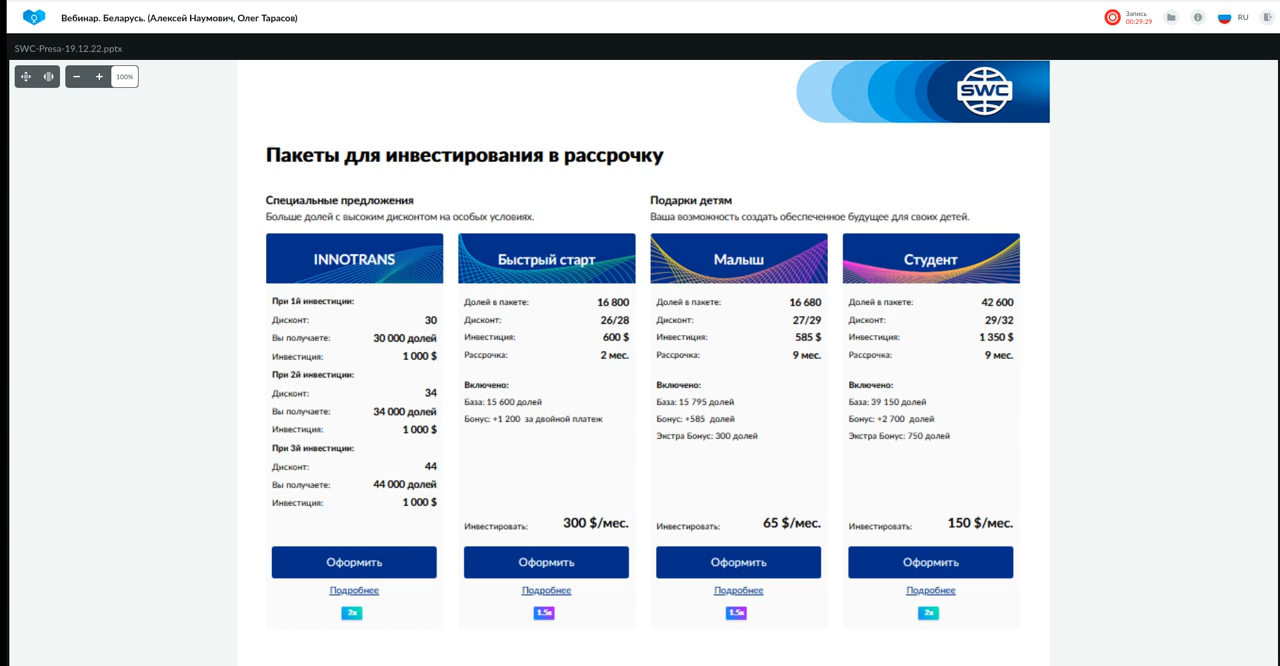 Вебинар. Беларусь. (Алексей Наумович, Олег Тарасов)
Запись
00:29:29
RU
SWC-Presa-19.12.22.pptx
100%
SWC
Пакеты для инвестирования в рассрочку
Специальные предложения
Больше долей с высоким дисконтом на особых условиях.
Подарки детям
Ваша возможность создать обеспеченное будущее для своих детей.
INNOTRANS
При 1й инвестиции:
Дисконт: 30
Вы получаете: 30 000 долей
Инвестиция: 1 000 $
При 2й инвестиции:
Дисконт: 34
Вы получаете: 34 000 долей
Инвестиция: 1 000 $
При 3й инвестиции:
Дисконт: 44
Вы получаете: 44 000 долей
Инвестиция: 1 000 $
Оформить
Подробнее
2x
Быстрый старт
Долей в пакете: 16 800
Дисконт: 26/28
Инвестиция: 600 $
Рассрочка: 2 мес.
Включено:
База: 15 600 долей
Бонус: +1 200 за двойной платеж
Инвестировать: 300 $/мес.
Оформить
Подробнее
1.5x
Малыш
Долей в пакете: 16 680
Дисконт: 27/29
Инвестиция: 585 $
Рассрочка: 9 мес.
Включено:
База: 15 795 долей
Бонус: +585 долей
Экстра Бонус: 300 долей
Инвестировать: 65 $/мес.
Оформить
Подробнее
1.5x
Студент
Долей в пакете: 42 600
Дисконт: 29/32
Инвестиция: 1 350 $
Рассрочка: 9 мес.
Включено:
База: 39 150 долей
Бонус: +2 700 долей
Экстра Бонус: 750 долей
Инвестировать: 150 $/мес.
Оформить
Подробнее
2x